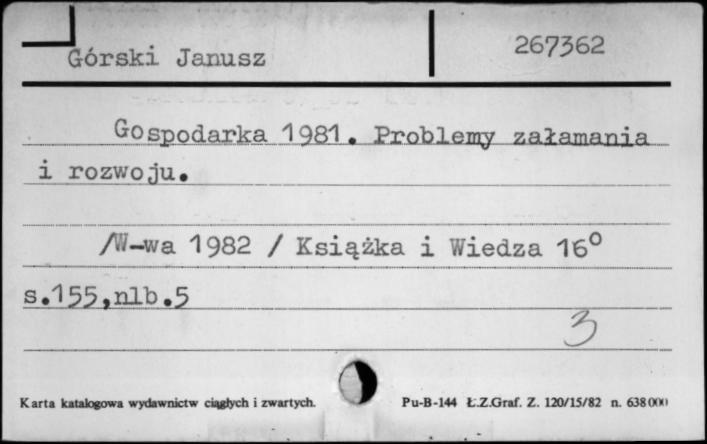 Górski Janusz
267362
Gospodarka 1981. Problemy załamania
i rozwoju.
/W-wa 1982 / Książka i Wiedza 16°
s.155,nlb.5
3
Karta katalogowa wydawnictw ciągłych i zwartych.
Pu-B-144 Ł.Z.Graf. Z. 120/15/82 n. 638000